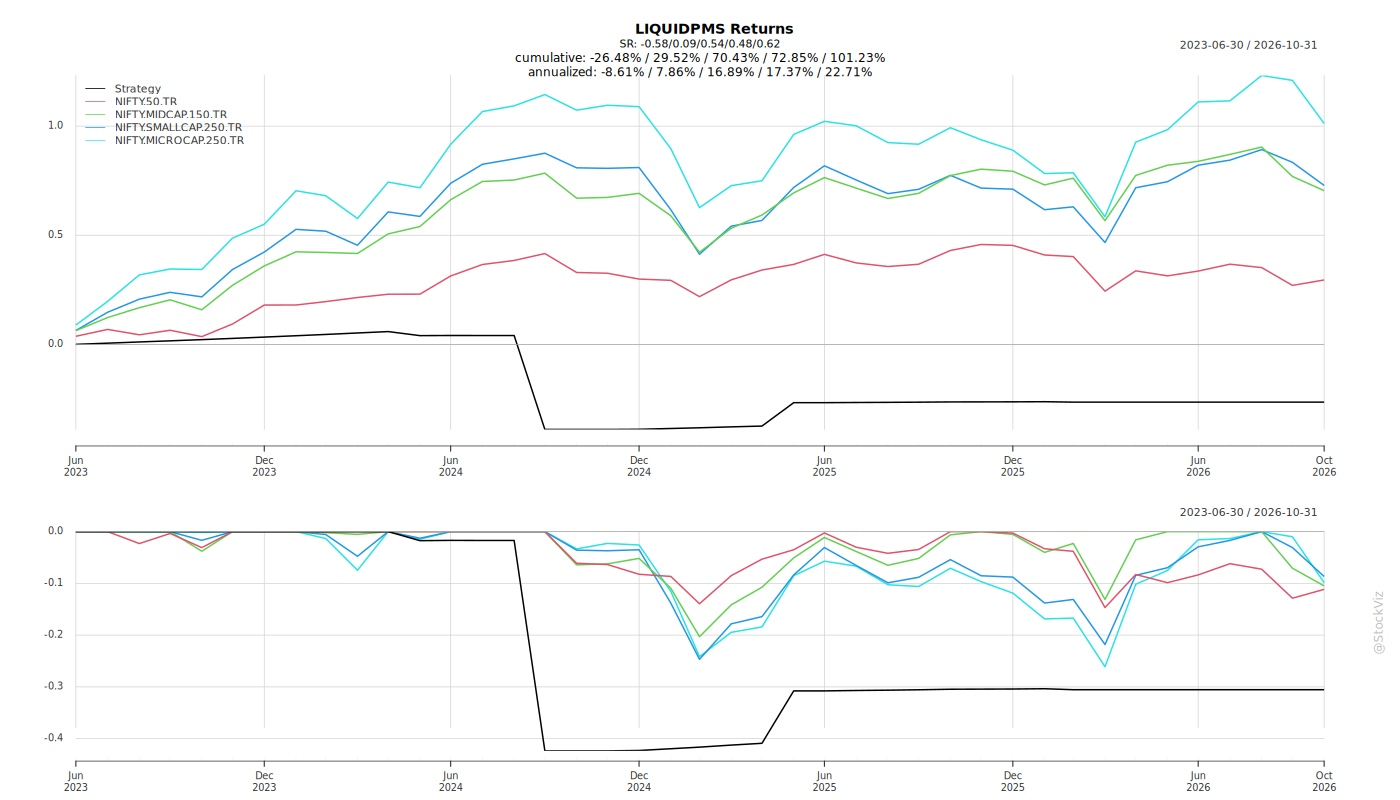 LIQUIDPMS Returns
SR: -0.58/0.09/0.54/0.48/0.62
cumulative: -26.48% / 29.52% / 70.43% / 72.85% / 101.23%
annualized: -8.61% / 7.86% / 16.89% / 17.37% / 22.71%
2023-06-30 / 2026-10-31
Strategy
NIFTY.50.TR
NIFTY.MIDCAP.150.TR
NIFTY.SMALLCAP.250.TR
NIFTY.MICROCAP.250.TR
1.0
0.5
0.0
Jun Dec Jun Dec Jun Dec Jun Oct
2023 2023 2024 2024 2025 2025 2026 2026
2023-06-30 / 2026-10-31
0.0
-0.1
-0.2
-0.3
-0.4
Jun Dec Jun Dec Jun Dec Jun Oct
2023 2023 2024 2024 2025 2025 2026 2026
@StockViz